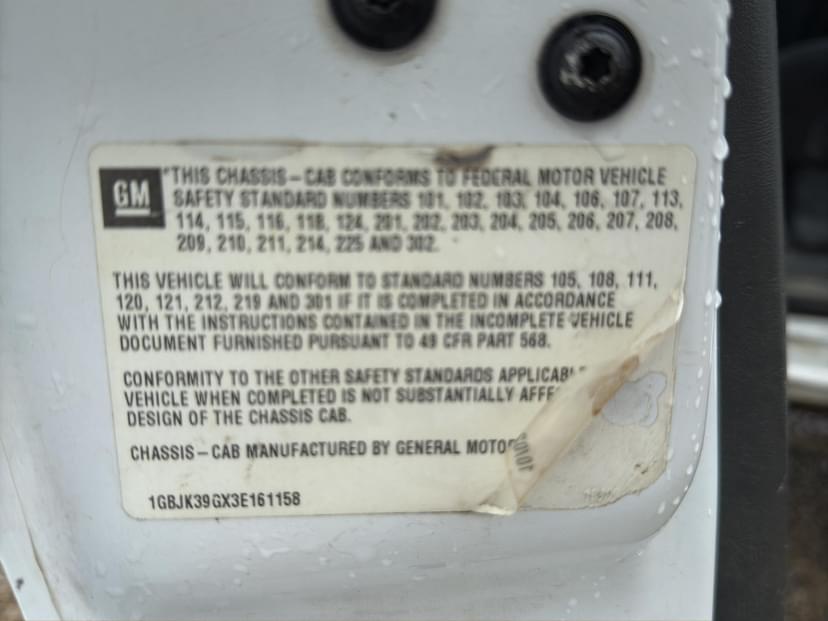 GM
*THIS CHASSIS-CAB CONFORMS TO FEDERAL MOTOR VEHICLE
SAFETY STANDARD NUMBERS 101, 102, 103, 104, 106, 107, 113,
114, 115, 116, 118, 124, 201, 202, 203, 204, 205, 206, 207, 208,
209, 210, 211, 214, 225 AND 302.
THIS VEHICLE WILL CONFORM TO STANDARD NUMBERS 105, 108, 111,
120, 121, 212, 219 AND 301 IF IT IS COMPLETED IN ACCORDANCE
WITH THE INSTRUCTIONS CONTAINED IN THE INCOMPLETE VEHICLE
DOCUMENT FURNISHED PURSUANT TO 49 CFR PART 568.
CONFORMITY TO THE OTHER SAFETY STANDARDS
VEHICLE WHEN COMPLETED IS NOT SUBSTANTIALLY
DESIGN OF THE CHASSIS CAB.
CHASSIS-CAB MANUFACTURED BY GENERAL
1GBJK39GX3E161158